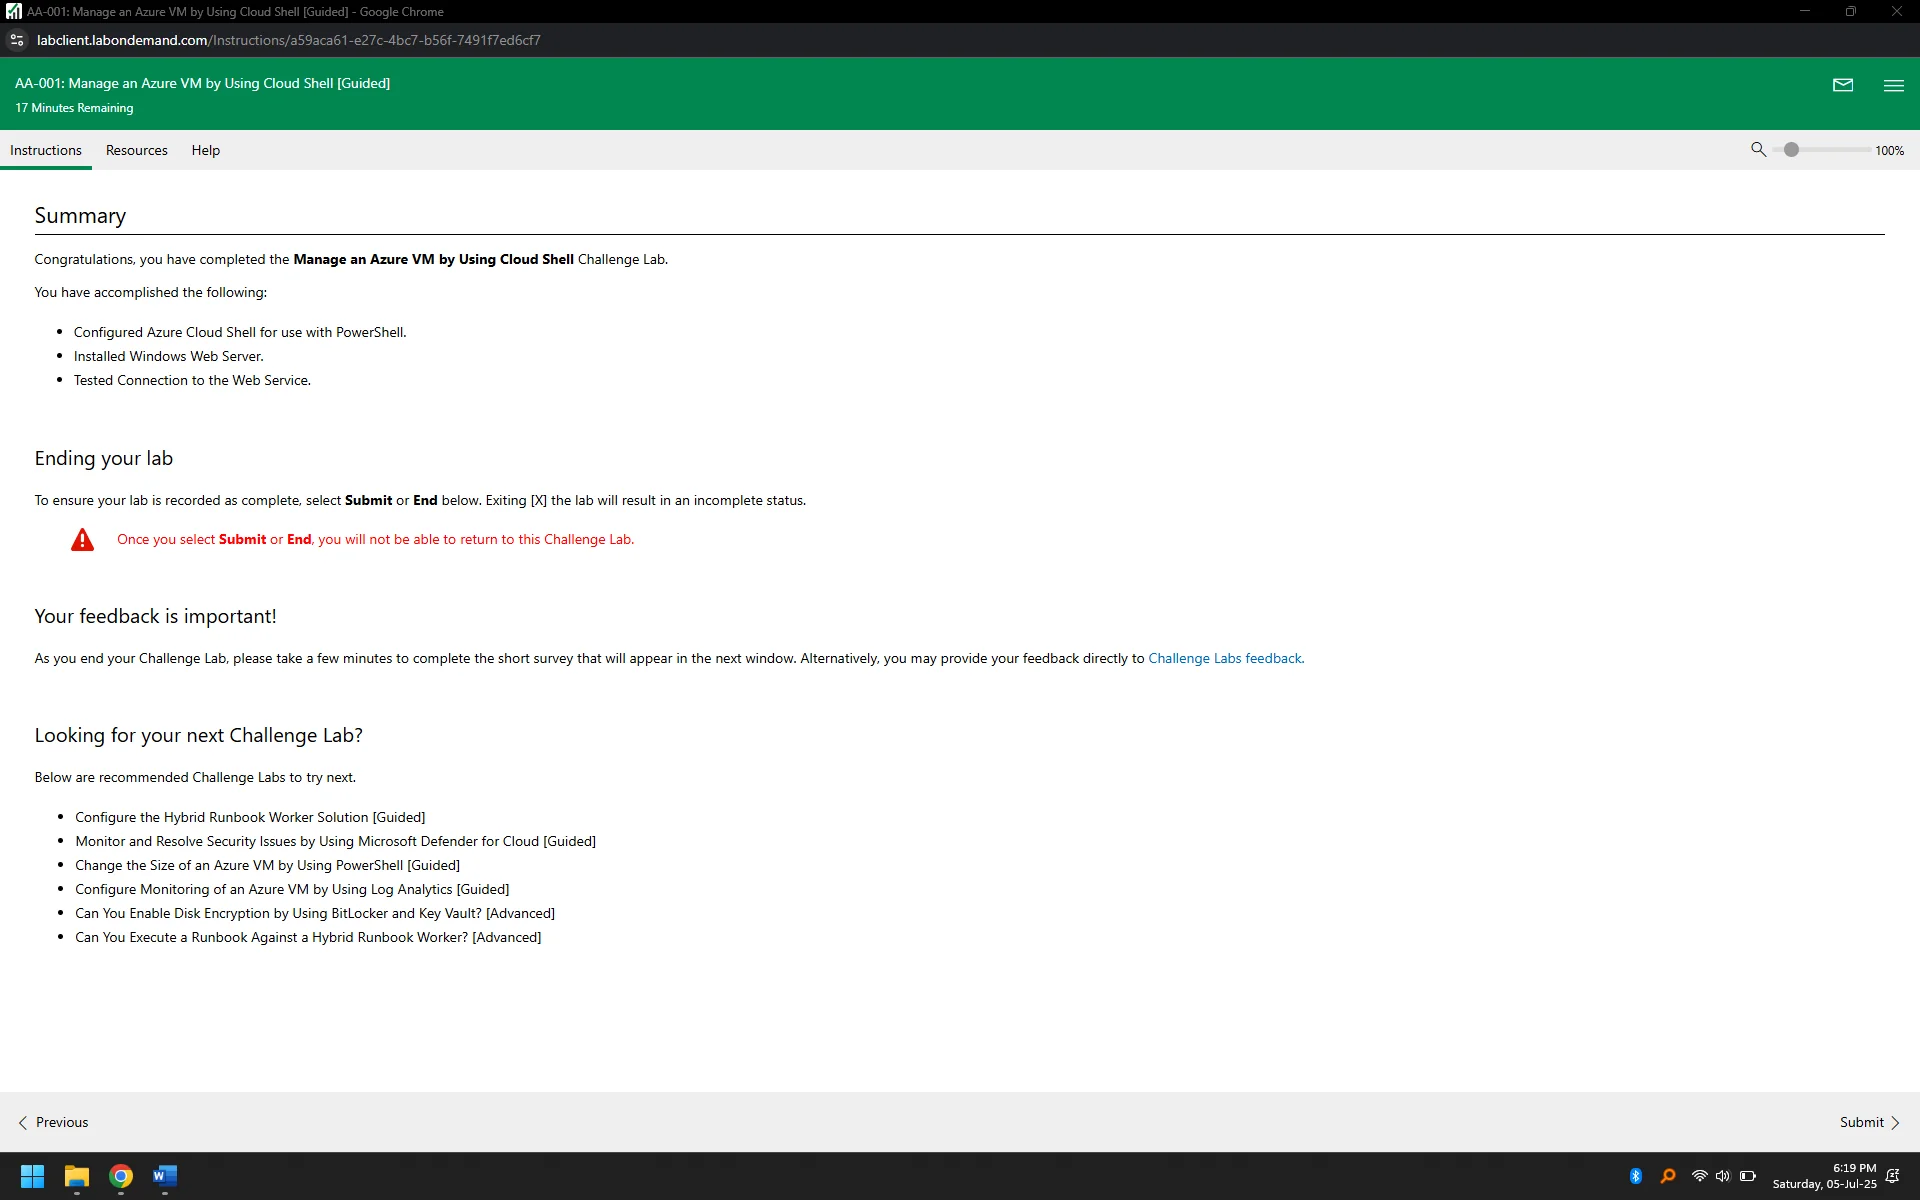 AA-001: Manage an Azure VM by Using Cloud Shell [Guided] - Google Chrome
labclient.labondemand.com/Instructions/a59aca61-e27c-4bc7-b56f-7491f7ed6cf7
AA-001: Manage an Azure VM by Using Cloud Shell [Guided]
17 Minutes Remaining
Instructions Resources Help 100%
Summary
Congratulations, you have completed the Manage an Azure VM by Using Cloud Shell Challenge Lab.
You have accomplished the following:
• Configured Azure Cloud Shell for use with PowerShell.
• Installed Windows Web Server.
• Tested Connection to the Web Service.
Ending your lab
To ensure your lab is recorded as complete, select Submit or End below. Exiting [X] the lab will result in an incomplete status.
Once you select Submit or End, you will not be able to return to this Challenge Lab.
Your feedback is important!
As you end your Challenge Lab, please take a few minutes to complete the short survey that will appear in the next window. Alternatively, you may provide your feedback directly to Challenge Labs feedback.
Looking for your next Challenge Lab?
Below are recommended Challenge Labs to try next.
• Configure the Hybrid Runbook Worker Solution [Guided]
• Monitor and Resolve Security Issues by Using Microsoft Defender for Cloud [Guided]
• Change the Size of an Azure VM by Using PowerShell [Guided]
• Configure Monitoring of an Azure VM by Using Log Analytics [Guided]
• Can You Enable Disk Encryption by Using BitLocker and Key Vault? [Advanced]
• Can You Execute a Runbook Against a Hybrid Runbook Worker? [Advanced]
Previous Submit
6:19 PM
Saturday, 05-Jul-25